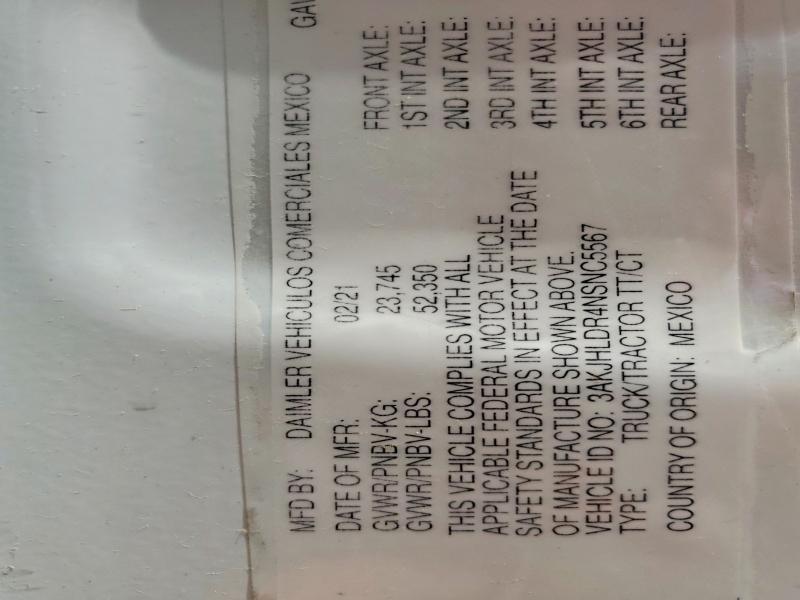 MFD BY: DAIMLER VEHICULOS COMERCIALES MEXICO
DATE OF MFR: 02/21
GVWR/PNBV-KG: 23,745
GVWR/PNBV-LBS: 52,350
THIS VEHICLE COMPLIES WITH ALL
APPLICABLE FEDERAL MOTOR VEHICLE
SAFETY STANDARDS IN EFFECT AT THE DATE
OF MANUFACTURE SHOWN ABOVE.
VEHICLE ID NO: 3AKJHLDR4NSNC5567
TYPE: TRUCK/TRACTOR TT/CT
COUNTRY OF ORIGIN: MEXICO
FRONT AXLE:
1ST INT AXLE:
2ND INT AXLE:
3RD INT AXLE:
4TH INT AXLE:
5TH INT AXLE:
6TH INT AXLE:
REAR AXLE: